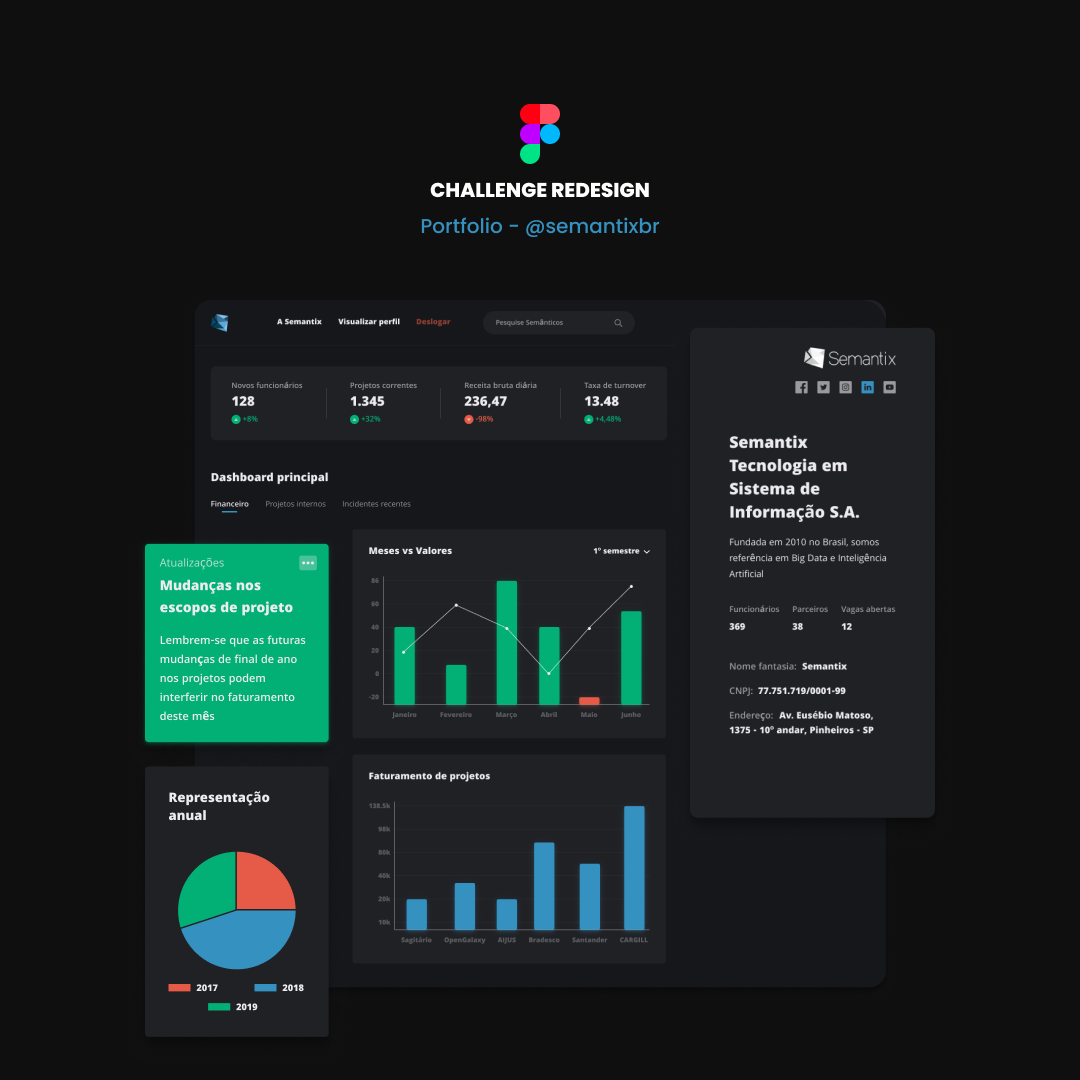 CHALLENGE REDESIGN
Portfolio - @semantixbr
A Semantix
Visualizar perfil
Deslogar
Pesquise Semânticos
Novos funcionários
128
+8%
Projetos correntes
1.345
+32%
Receita bruta diária
236,47
-98%
Taxa de turnover
13.48
+4,48%
Dashboard principal
Financeiro
Projetos internos
Incidentes recentes
Atualizações
Mudanças nos
escopos de projeto
Lembrem-se que as futuras
mudanças de final de ano
nos projetos podem
interferir no faturamento
deste mês
Meses vs Valores
1º semestre
86
60
40
20
0
-20
Janeiro
Fevereiro
Março
Abril
Maio
Junho
Faturamento de projetos
138.5k
98k
80k
40k
20k
10k
Sagitário
OpenGalaxy
AIJUS
Bradesco
Santander
CARGILL
Representação
anual
2017
2018
2019
Semantix
Semantix
Tecnologia em
Sistema de
Informação S.A.
Fundada em 2010 no Brasil, somos
referência em Big Data e Inteligência
Artificial
Funcionários
369
Parceiros
38
Vagas abertas
12
Nome fantasia: Semantix
CNPJ: 77.751.719/0001-99
Endereço: Av. Eusébio Matoso,
1375 - 10º andar, Pinheiros - SP